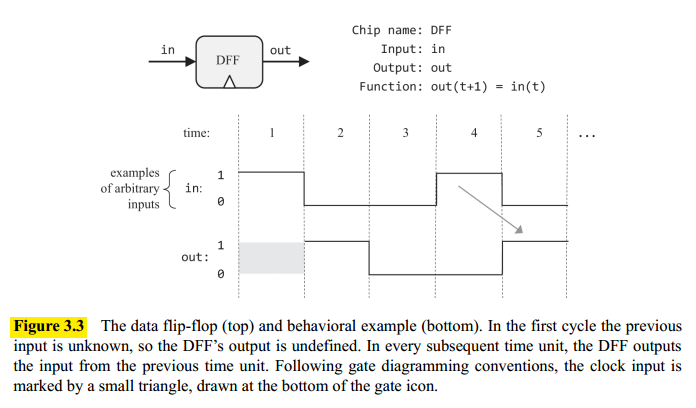 Chip name: DFF
Input: in
Output: out
Function: out(t+1) = in(t)
in
DFF
out
time: 1 2 3 4 5 ...
examples
of arbitrary
inputs
in:
1
0
out:
1
0
Figure 3.3 The data flip-flop (top) and behavioral example (bottom). In the first cycle the previous
input is unknown, so the DFF’s output is undefined. In every subsequent time unit, the DFF outputs
the input from the previous time unit. Following gate diagramming conventions, the clock input is
marked by a small triangle, drawn at the bottom of the gate icon.